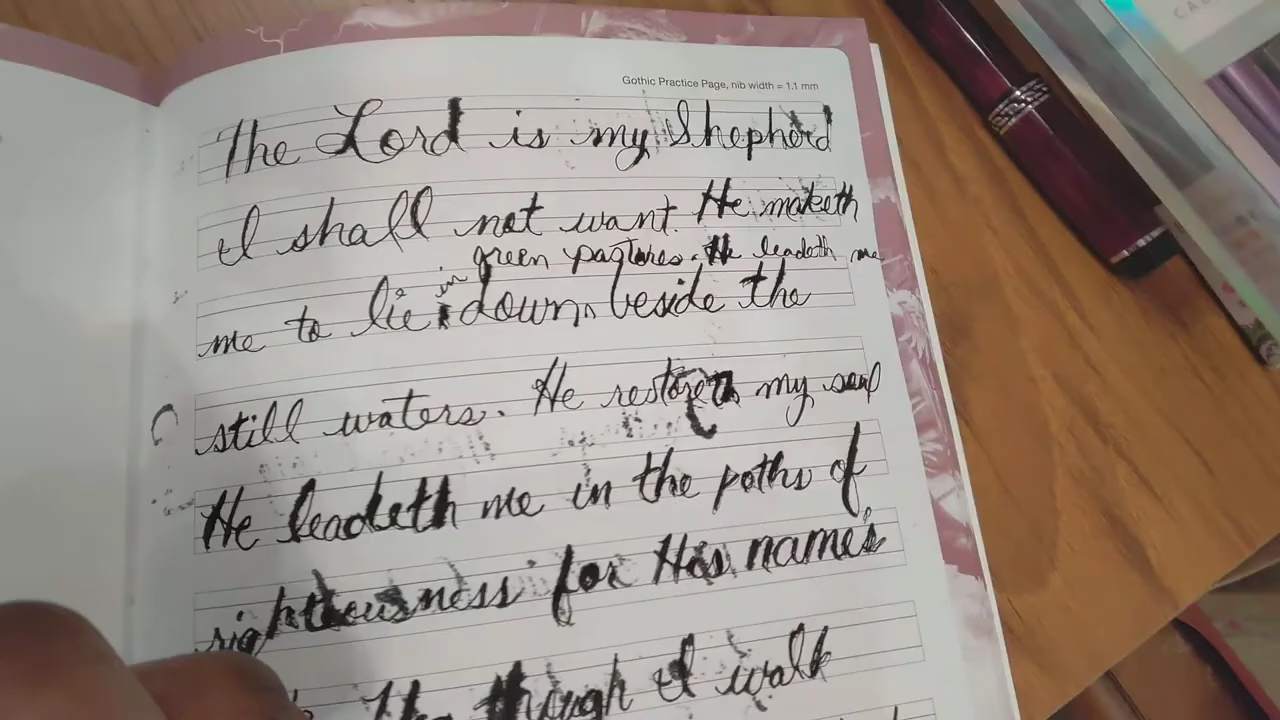 Gothic Practice Page, nib width = 1.1 mm
The Lord is my Shepherd
I shall not want. He maketh
in green pastures. He leadeth me
me to lie down beside the
still waters. He restoreth my soul
He leadeth me in the paths of
righteousness for His name's
though I walk